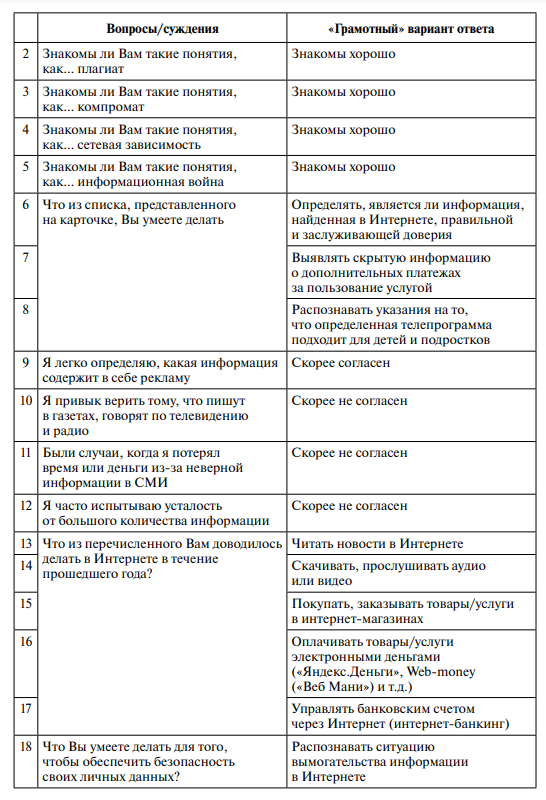 Вопросы/суждения «Грамотный» вариант ответа
2 Знакомы ли Вам такие понятия, Знакомы хорошо
как... плагиат
3 Знакомы ли Вам такие понятия, Знакомы хорошо
как... компромат
4 Знакомы ли Вам такие понятия, Знакомы хорошо
как... сетевая зависимость
5 Знакомы ли Вам такие понятия, Знакомы хорошо
как... информационная война
6 Что из списка, представленного Определять, является ли информация,
на карточке, Вы умеете делать найденная в Интернете, правильной
и заслуживающей доверия
7 Выявлять скрытую информацию
о дополнительных платежах
за пользование услугой
8 Распознавать указания на то,
что определенная телепрограмма
подходит для детей и подростков
9 Я легко определяю, какая информация Скорее согласен
содержит в себе рекламу
10 Я привык верить тому, что пишут Скорее не согласен
в газетах, говорят по телевидению
и радио
11 Были случаи, когда я потерял Скорее не согласен
время или деньги из-за неверной
информации в СМИ
12 Я часто испытываю усталость Скорее не согласен
от большого количества информации
13 Что из перечисленного Вам доводилось Читать новости в Интернете
14 делать в Интернете в течение Скачивать, прослушивать аудио
прошедшего года? или видео
15 Покупать, заказывать товары/услуги
в интернет-магазинах
16 Оплачивать товары/услуги
электронными деньгами
(«Яндекс.Деньги», Web-money
(«Веб Мани») и т.д.)
17 Управлять банковским счетом
через Интернет (интернет-банкинг)
18 Что Вы умеете делать для того, Распознавать ситуацию
чтобы обеспечить безопасность вымогательства информации
своих личных данных? в Интернете